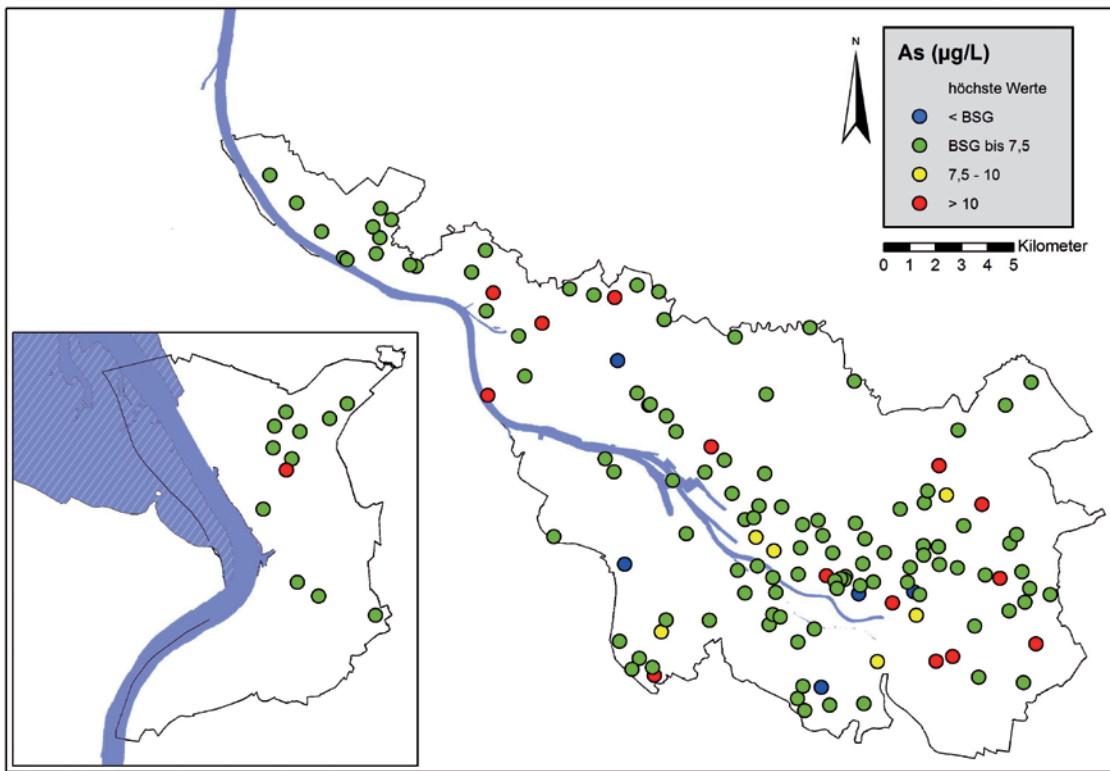 N
As (µg/L)
höchste Werte
< BSG
BSG bis 7,5
7,5 - 10
> 10
Kilometer
0 1 2 3 4 5